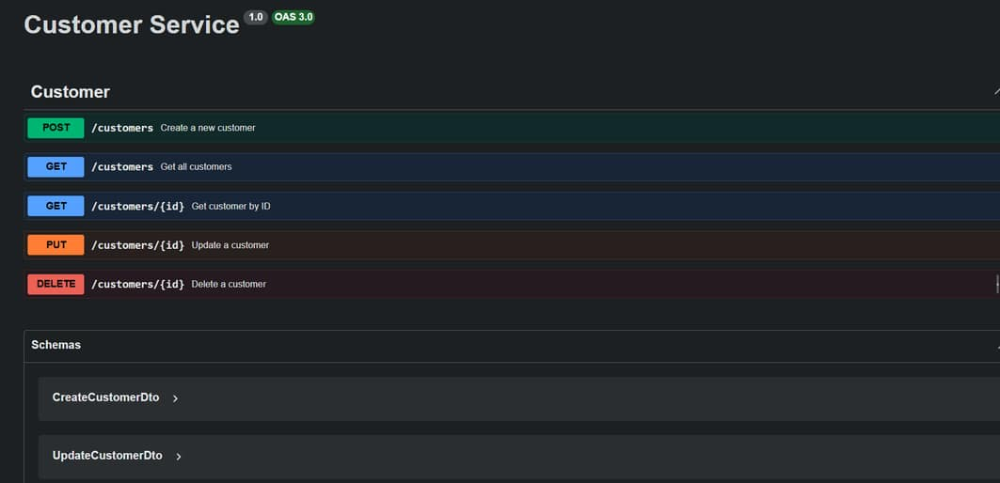 Customer Service 1.0 OAS 3.0
Customer
POST /customers Create a new customer
GET /customers Get all customers
GET /customers/{id} Get customer by ID
PUT /customers/{id} Update a customer
DELETE /customers/{id} Delete a customer
Schemas
CreateCustomerDto
UpdateCustomerDto